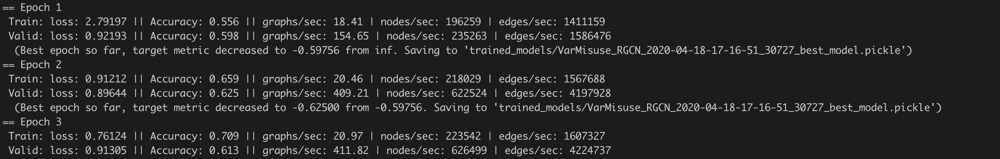 == Epoch 1
Train: loss: 2.79197 || Accuracy: 0.556 || graphs/sec: 18.41 | nodes/sec: 196259 | edges/sec: 1411159
Valid: loss: 0.92193 || Accuracy: 0.598 || graphs/sec: 154.65 | nodes/sec: 235263 | edges/sec: 1586476
(Best epoch so far, target metric decreased to -0.59756 from inf. Saving to 'trained_models/VarMisuse_RGCN_2020-04-18-17-16-51_30727_best_model.pickle')
== Epoch 2
Train: loss: 0.91212 || Accuracy: 0.659 || graphs/sec: 20.46 | nodes/sec: 218029 | edges/sec: 1567688
Valid: loss: 0.89644 || Accuracy: 0.625 || graphs/sec: 409.21 | nodes/sec: 622524 | edges/sec: 4197928
(Best epoch so far, target metric decreased to -0.62500 from -0.59756. Saving to 'trained_models/VarMisuse_RGCN_2020-04-18-17-16-51_30727_best_model.pickle')
== Epoch 3
Train: loss: 0.76124 || Accuracy: 0.709 || graphs/sec: 20.97 | nodes/sec: 223542 | edges/sec: 1607327
Valid: loss: 0.91305 || Accuracy: 0.613 || graphs/sec: 411.82 | nodes/sec: 626499 | edges/sec: 4224737